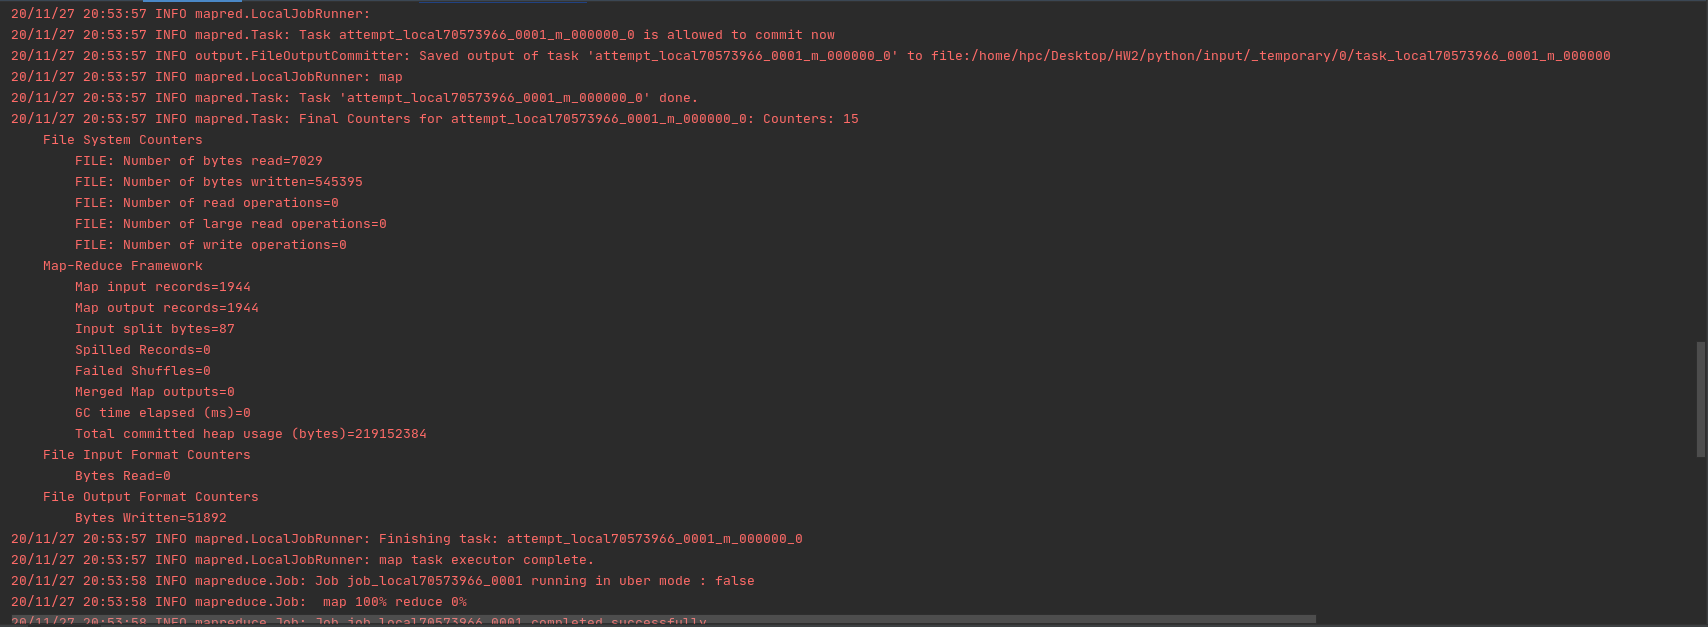 20/11/27 20:53:57 INFO mapred.LocalJobRunner:
20/11/27 20:53:57 INFO mapred.Task: Task attempt_local70573966_0001_m_000000_0 is allowed to commit now
20/11/27 20:53:57 INFO output.FileOutputCommitter: Saved output of task 'attempt_local70573966_0001_m_000000_0' to file:/home/hpc/Desktop/HW2/python/input/_temporary/0/task_local70573966_0001_m_000000
20/11/27 20:53:57 INFO mapred.LocalJobRunner: map
20/11/27 20:53:57 INFO mapred.Task: Task 'attempt_local70573966_0001_m_000000_0' done.
20/11/27 20:53:57 INFO mapred.Task: Final Counters for attempt_local70573966_0001_m_000000_0: Counters: 15
File System Counters
FILE: Number of bytes read=7029
FILE: Number of bytes written=545395
FILE: Number of read operations=0
FILE: Number of large read operations=0
FILE: Number of write operations=0
Map-Reduce Framework
Map input records=1944
Map output records=1944
Input split bytes=87
Spilled Records=0
Failed Shuffles=0
Merged Map outputs=0
GC time elapsed (ms)=0
Total committed heap usage (bytes)=219152384
File Input Format Counters
Bytes Read=0
File Output Format Counters
Bytes Written=51892
20/11/27 20:53:57 INFO mapred.LocalJobRunner: Finishing task: attempt_local70573966_0001_m_000000_0
20/11/27 20:53:57 INFO mapred.LocalJobRunner: map task executor complete.
20/11/27 20:53:58 INFO mapreduce.Job: Job job_local70573966_0001 running in uber mode : false
20/11/27 20:53:58 INFO mapreduce.Job:  map 100% reduce 0%
20/11/27 20:53:58 INFO mapreduce.Job: Job job_local70573966_0001 completed successfully